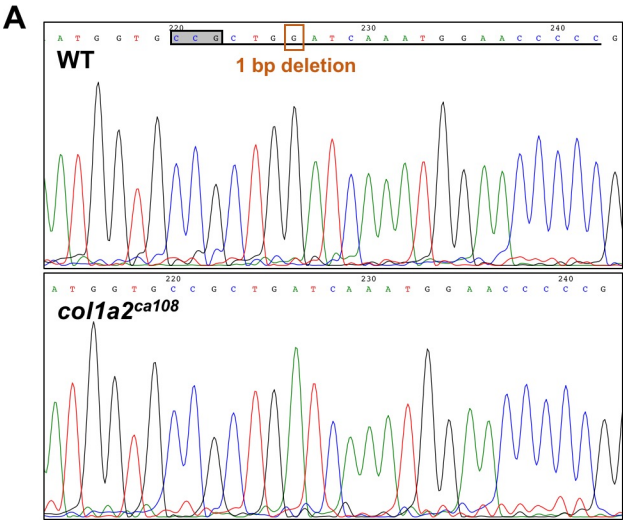 A
220 230 240
A T G G T G C C G C T G G A T C A A A T G G A A C C C C C G
WT
1 bp deletion
220 230 240
A T G G T G C C G C T G A T C A A A T G G A A C C C C C G
col1a2ca108